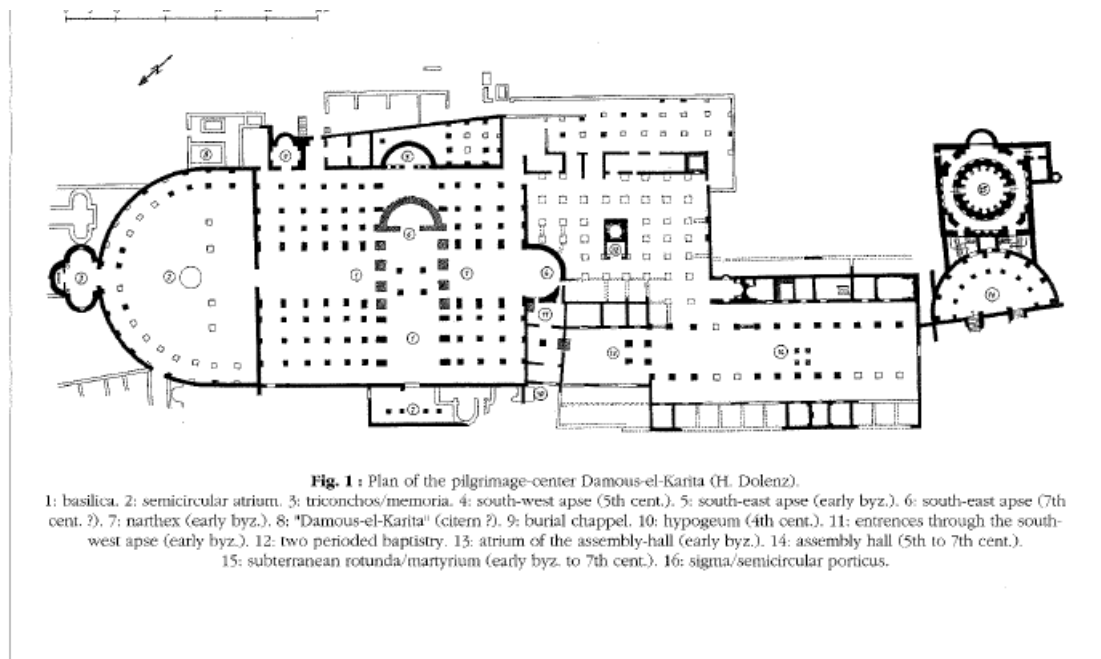 Fig. 1 : Plan of the pilgrimage-center Damous-el-Karita (H. Dolenz).
1: basilica. 2: semicircular atrium. 3: triconchos/memoria. 4: south-west apse (5th cent.). 5: south-east apse (early byz.). 6: south-east apse (7th
cent. ?). 7: narthex (early byz.). 8: "Damous-el-Karita" (citern ?). 9: burial chappel. 10: hypogeum (4th cent.). 11: entrences through the south-
west apse (early byz.). 12: two perioded baptistry. 13: atrium of the assembly-hall (early byz.). 14: assembly hall (5th to 7th cent.).
15: subterranean rotunda/martyrium (early byz. to 7th cent.). 16: sigma/semicircular porticus.